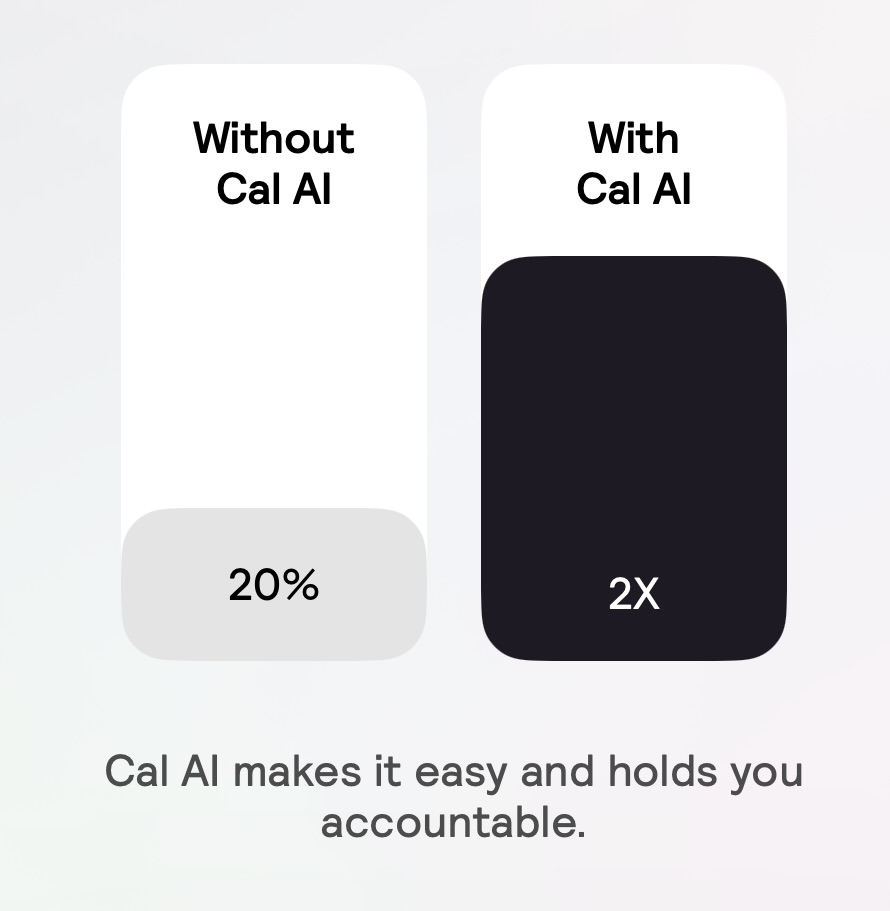 Without
Cal AI
20%
With
Cal AI
2X
Cal AI makes it easy and holds you
accountable.